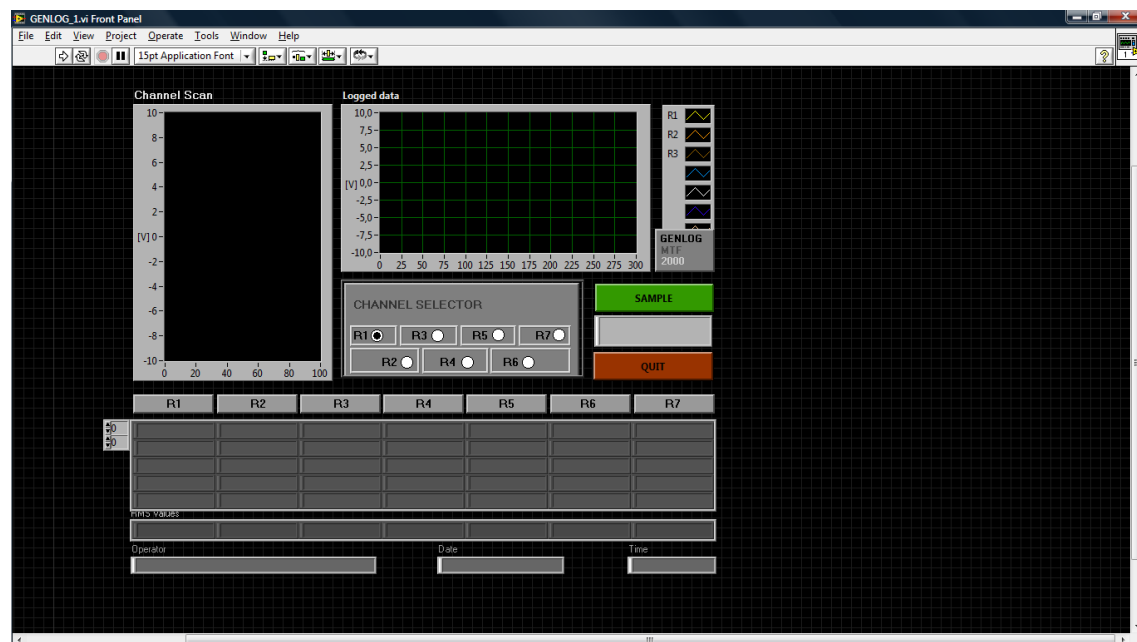 GENLOG_1.vi Front Panel
File Edit View Project Operate Tools Window Help
15pt Application Font
1
Channel Scan
10
8
6
4
2
[V] 0
-2
-4
-6
-8
-10
0 20 40 60 80 100
Logged data
10,0
7,5
5,0
2,5
[V] 0,0
-2,5
-5,0
-7,5
-10,0
0 25 50 75 100 125 150 175 200 225 250 275 300
R1
R2
R3
GENLOG
MTF
2000
CHANNEL SELECTOR
R1 R3 R5 R7
R2 R4 R6
SAMPLE
QUIT
R1 R2 R3 R4 R5 R6 R7
0
0
RMS Values
Operator Date Time